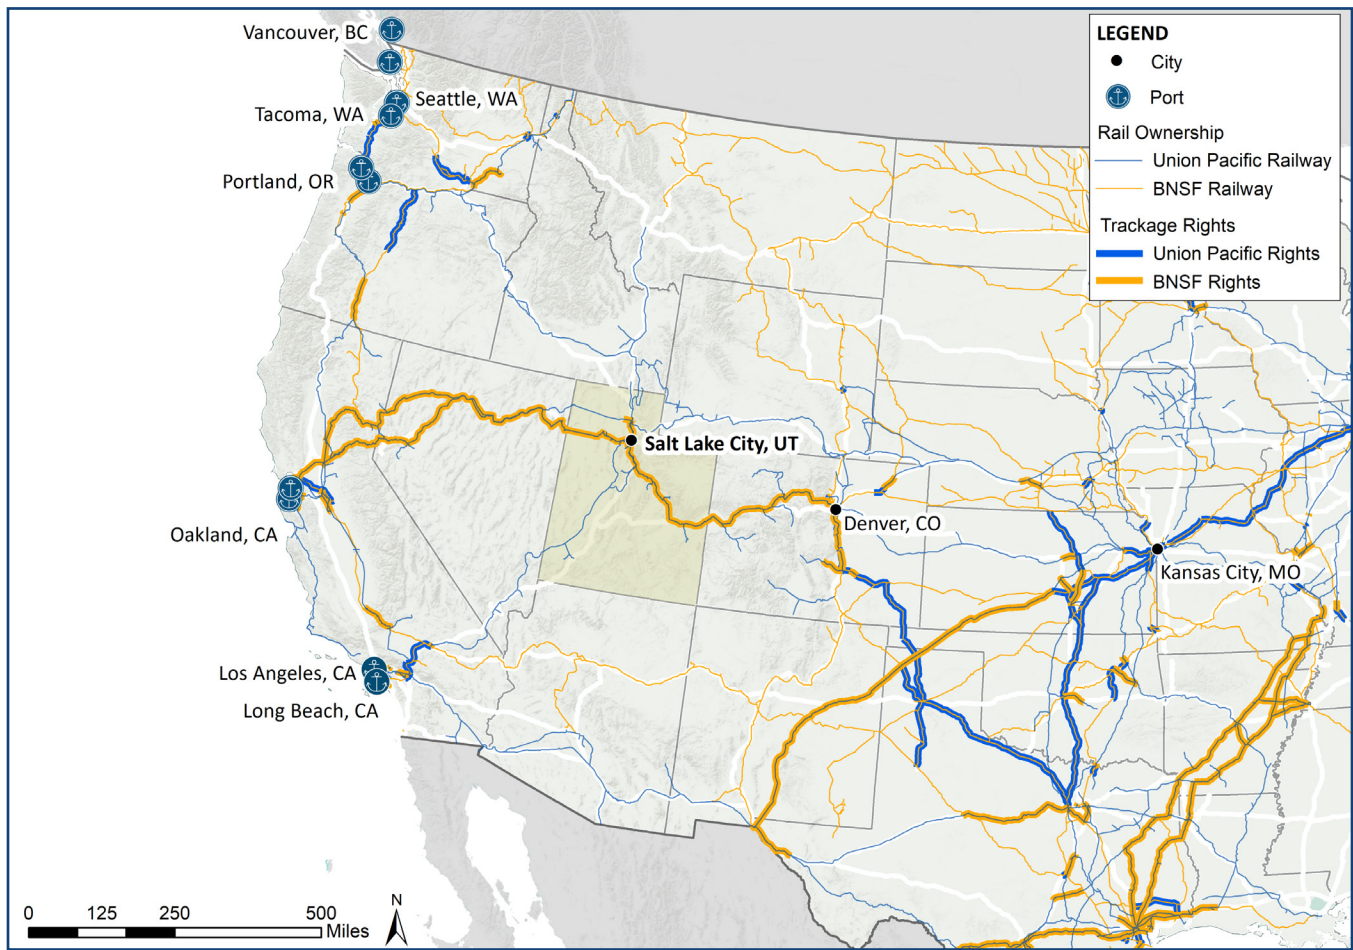 Vancouver, BC
Seattle, WA
Tacoma, WA
Portland, OR
Salt Lake City, UT
Denver, CO
Oakland, CA
Kansas City, MO
Los Angeles, CA
Long Beach, CA
LEGEND
City
Port
Rail Ownership
Union Pacific Railway
BNSF Railway
Trackage Rights
Union Pacific Rights
BNSF Rights
0 125 250 500
Miles
N